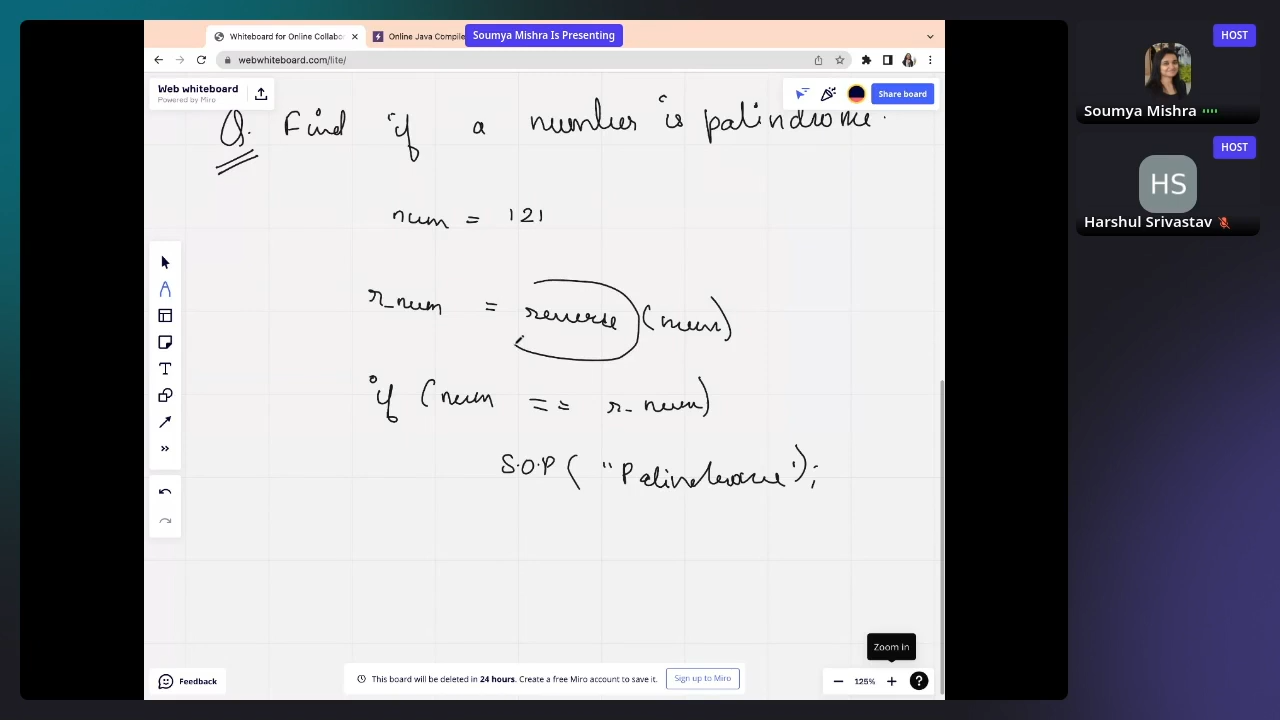 Whiteboard for Online Collabor
Online Java Compile
Soumya Mishra Is Presenting
webwhiteboard.com/lite/
Web whiteboard
Powered by Miro
Share board
Q. Find if a number is palindrome.
num = 121
r_num = reverse (num)
if (num == r_num)
S.O.P ( "Palindrome");
T
Zoom in
Feedback
This board will be deleted in 24 hours. Create a free Miro account to save it.
Sign up to Miro
− 125% + ?
HOST
Soumya Mishra
HOST
HS
Harshul Srivastav